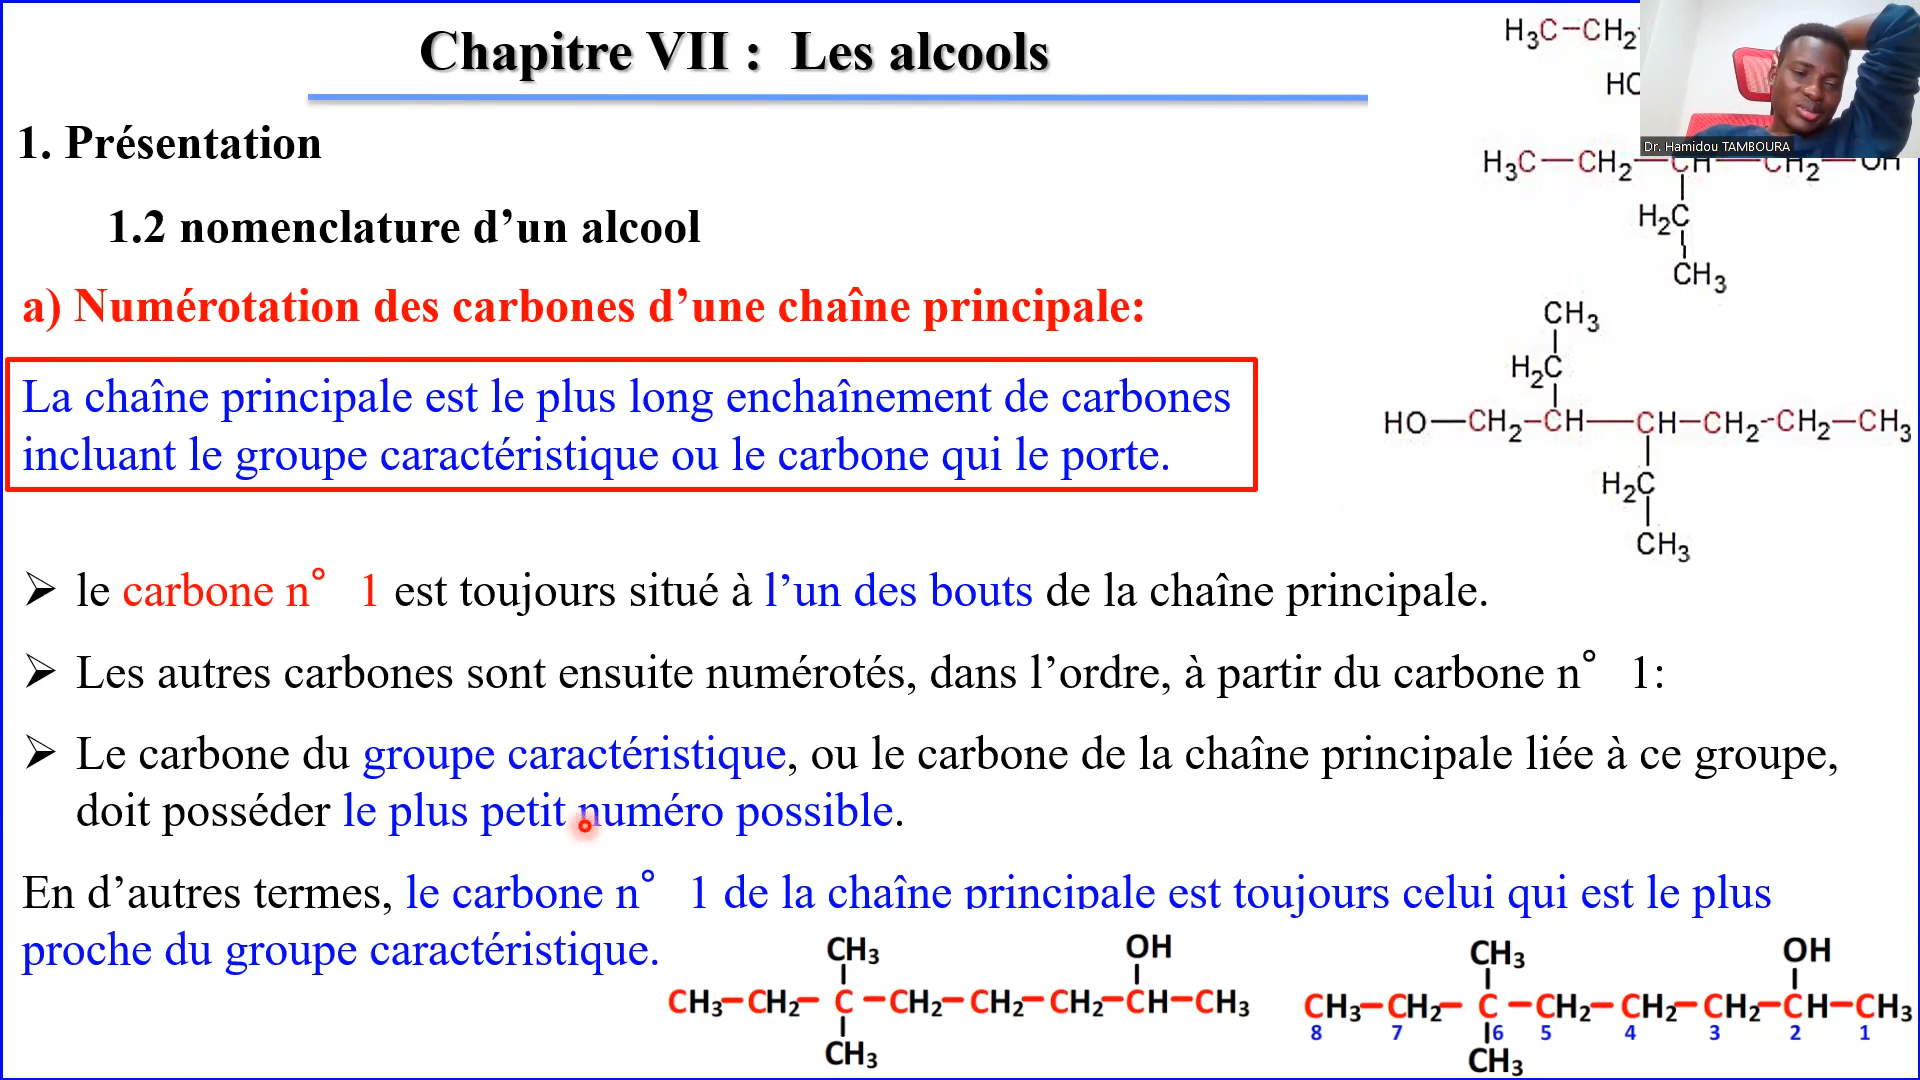 Chapitre VII : Les alcools
1. Présentation
1.2 nomenclature d’un alcool
a) Numérotation des carbones d’une chaîne principale:
La chaîne principale est le plus long enchaînement de carbones
incluant le groupe caractéristique ou le carbone qui le porte.
➢ le carbone n° 1 est toujours situé à l’un des bouts de la chaîne principale.
➢ Les autres carbones sont ensuite numérotés, dans l’ordre, à partir du carbone n° 1:
➢ Le carbone du groupe caractéristique, ou le carbone de la chaîne principale liée à ce groupe,
doit posséder le plus petit numéro possible.
En d’autres termes, le carbone n° 1 de la chaîne principale est toujours celui qui est le plus
proche du groupe caractéristique.
H₃C−CH₂
HO
Dr. Hamidou TAMBOURA
H₃C—CH₂—CH—CH₂—OH
H₂C
CH₃
CH₃
H₂C
HO—CH₂−CH—CH−CH₂-CH₂−CH₃
H₂C
CH₃
CH₃ OH
CH₃−CH₂−C−CH₂−CH₂−CH₂−CH−CH₃
CH₃
CH₃ OH
CH₃−CH₂−C−CH₂−CH₂−CH₂−CH−CH₃
8 7 6 5 4 3 2 1
CH₃